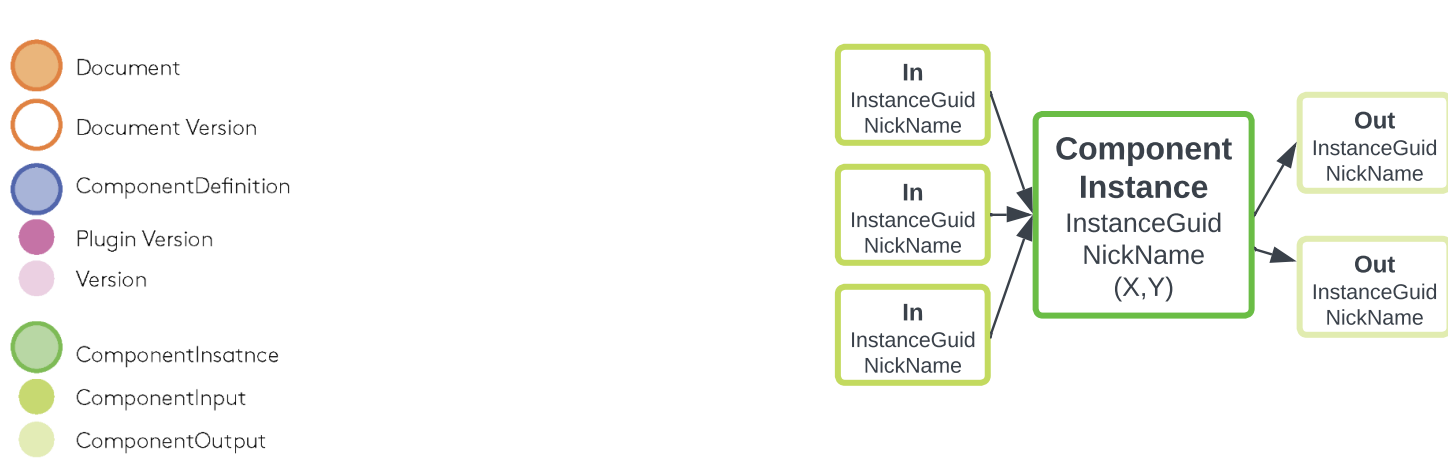 Document
Document Version
ComponentDefinition
Plugin Version
Version
ComponentInsatnce
ComponentInput
ComponentOutput
In
InstanceGuid
NickName
In
InstanceGuid
NickName
In
InstanceGuid
NickName
Component
Instance
InstanceGuid
NickName
(X,Y)
Out
InstanceGuid
NickName
Out
InstanceGuid
NickName